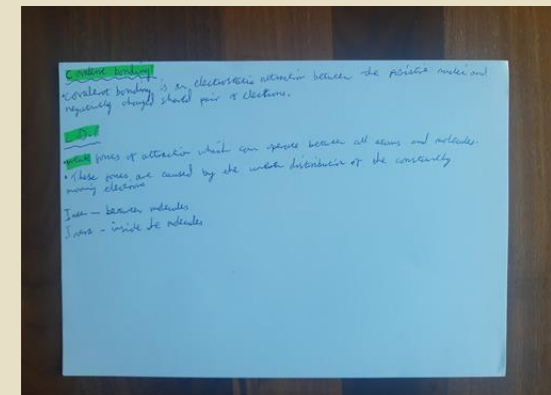 Covalent bonding!
• Covalent bonding is an electrostatic attraction between the positive nuclei and
negatively charged shared pair of electrons.
L.D.F
• weak forces of attraction which can operate between all atoms and molecules.
• These forces are caused by the uneven distribution of the constantly
moving electrons
Inter – between molecules
Intra – inside the molecules